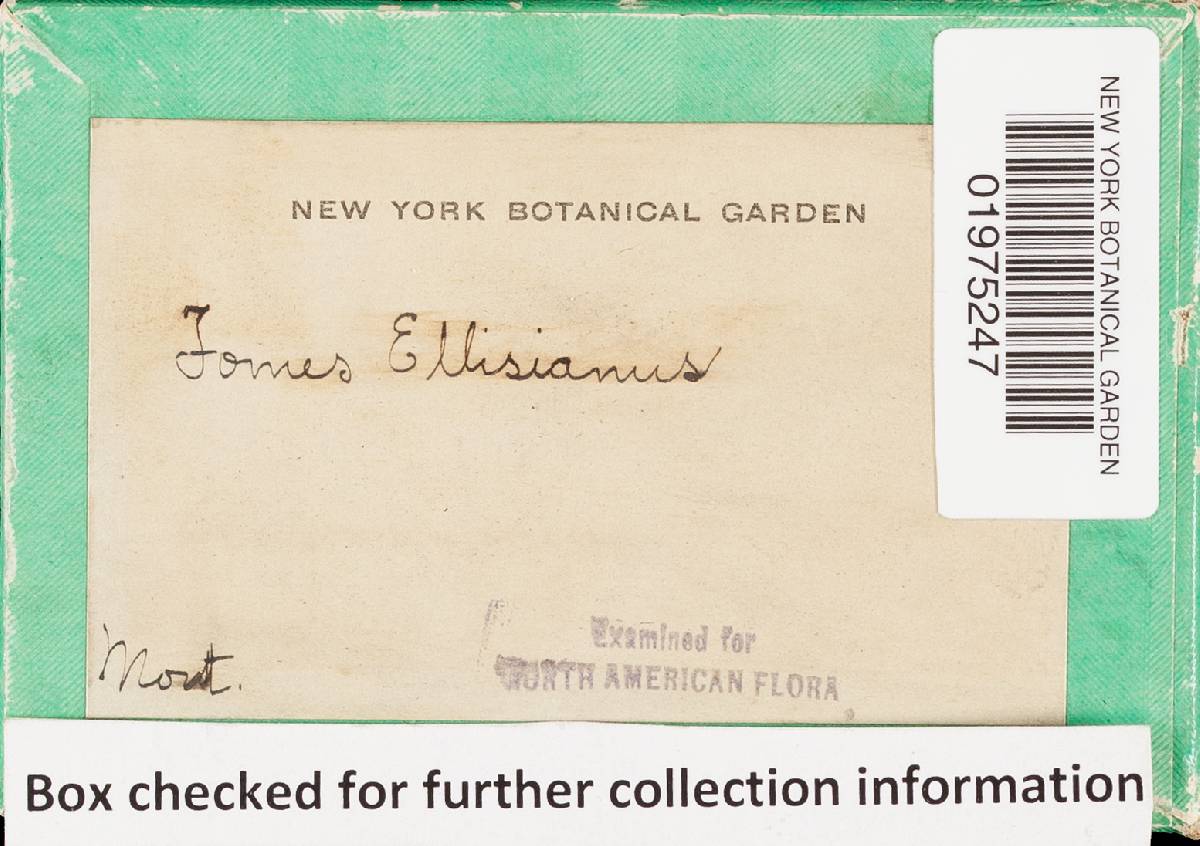 NEW YORK BOTANICAL GARDEN
Fomes Ellisianus
Mont.
Examined for
NORTH AMERICAN FLORA
NEW YORK BOTANICAL GARDEN
01975247
Box checked for further collection information